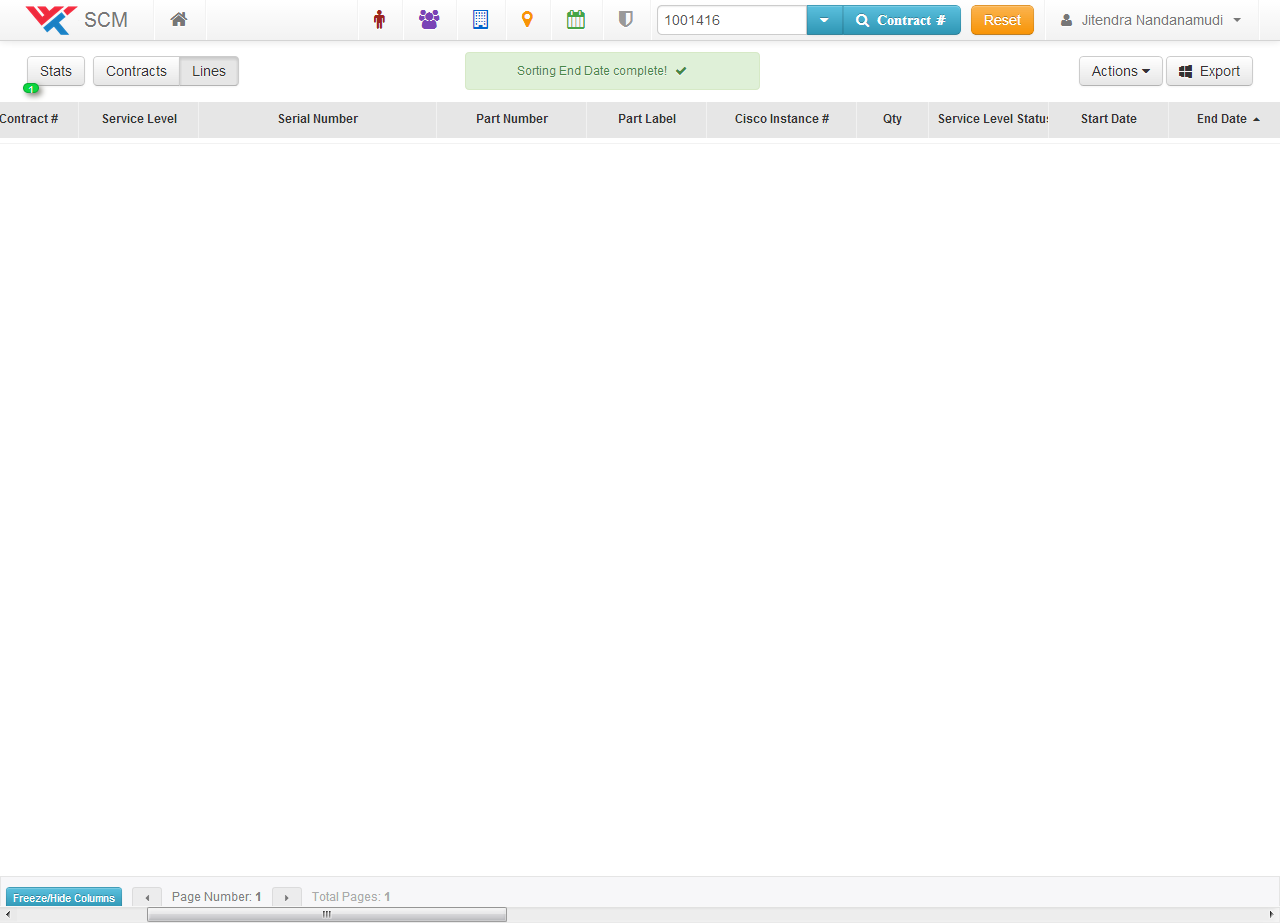 SCM 1001416 Contract # Reset Jitendra Nandanamudi
Stats Contracts Lines Sorting End Date complete! Actions Export
1
Contract # Service Level Serial Number Part Number Part Label Cisco Instance # Qty Service Level Status Start Date End Date
Freeze/Hide Columns Page Number: 1 Total Pages: 1